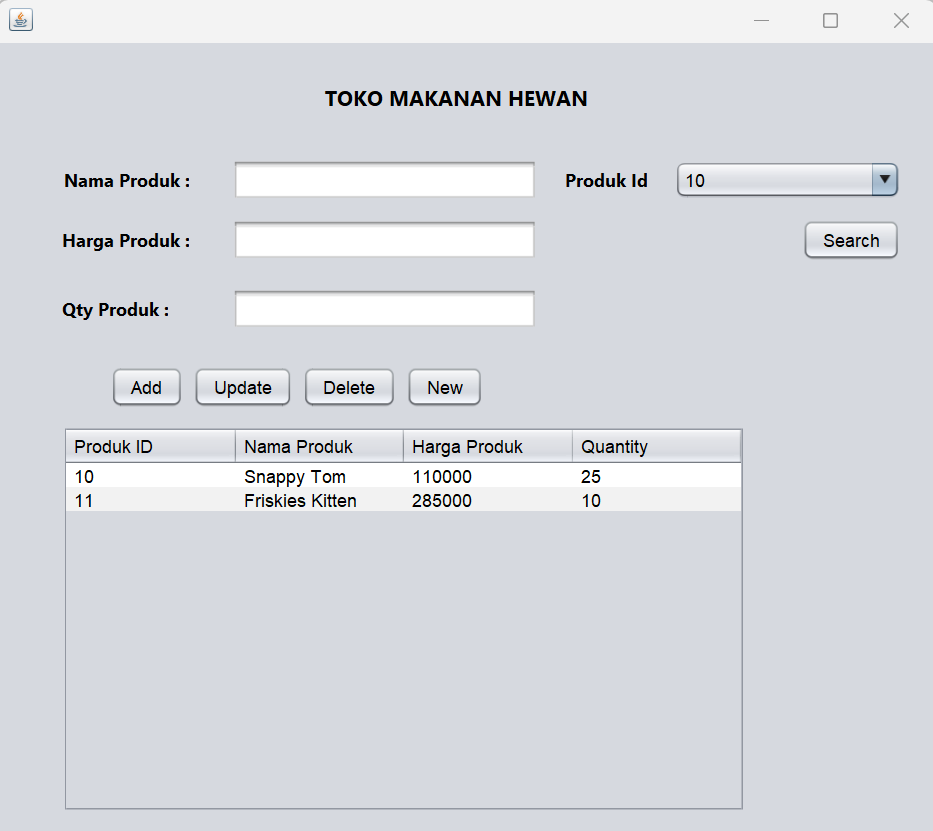 TOKO MAKANAN HEWAN
Nama Produk : Produk Id 10
Harga Produk : Search
Qty Produk :
Add Update Delete New
Produk ID Nama Produk Harga Produk Quantity
10 Snappy Tom 110000 25
11 Friskies Kitten 285000 10